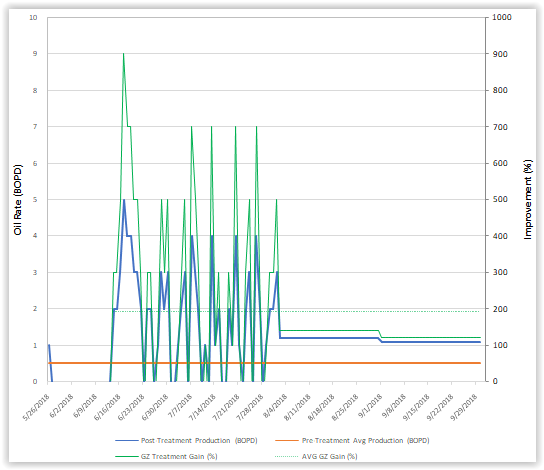 10 1000
9 900
8 800
7 700
6 600
5 500
4 400
3 300
2 200
1 100
0 0
Oil Rate (BOPD)
Improvement (%)
5/26/2018 6/2/2018 6/9/2018 6/16/2018 6/23/2018 6/30/2018 7/7/2018 7/14/2018 7/21/2018 7/28/2018 8/4/2018 8/11/2018 8/18/2018 8/25/2018 9/1/2018 9/8/2018 9/15/2018 9/22/2018 9/29/2018
Post Treatment Production (BOPD) Pre Treatment Avg Production (BOPD)
GZ Treatment Gain (%) AVG GZ Gain (%)